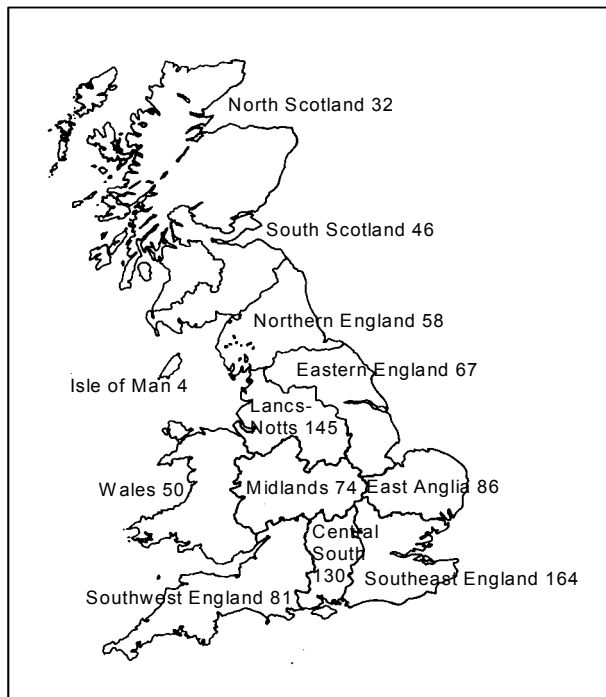 North Scotland 32
South Scotland 46
Northern England 58
Eastern England 67
Isle of Man 4
Lancs-
Notts 145
Wales 50
Midlands 74
East Anglia 86
Central
South
130
Southeast England 164
Southwest England 81